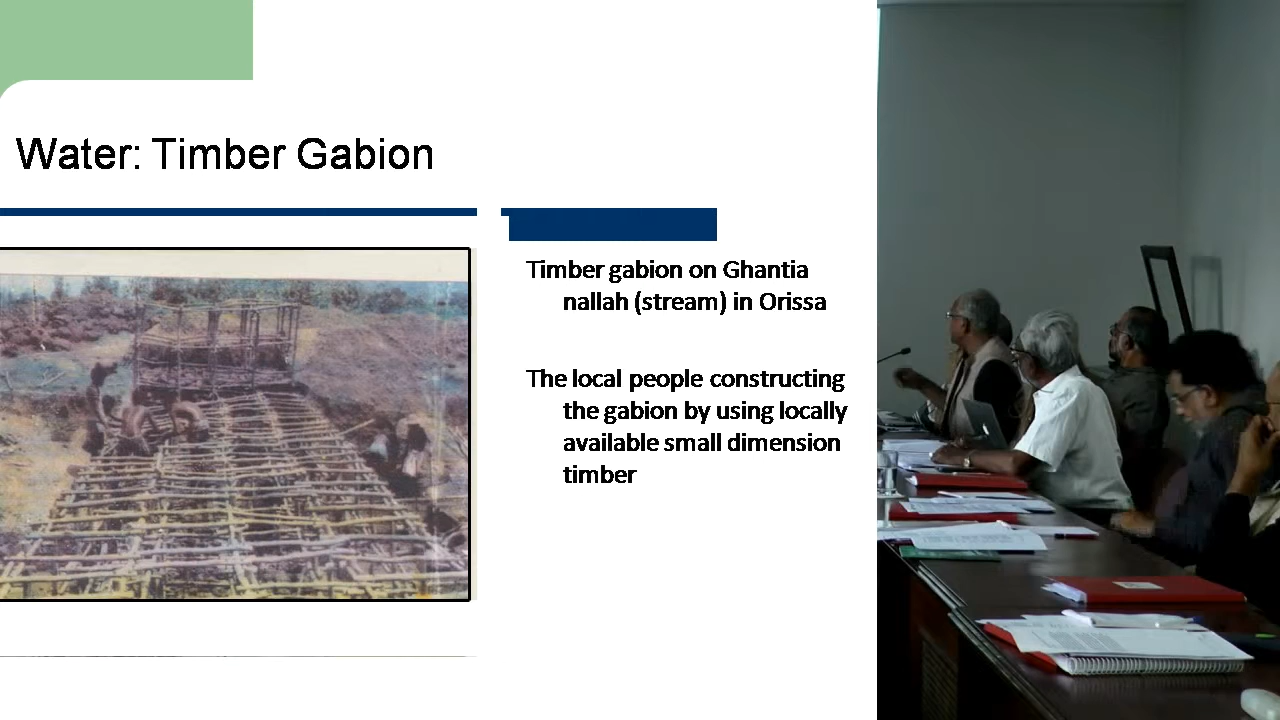 Water: Timber Gabion
Timber gabion on Ghantia
nallah (stream) in Orissa
The local people constructing
the gabion by using locally
available small dimension
timber